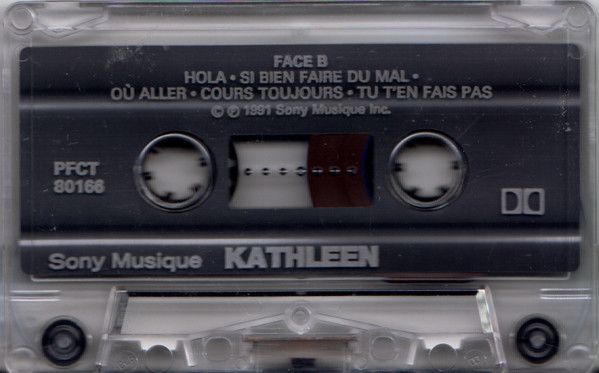 FACE B
HOLA • SI BIEN FAIRE DU MAL •
OÙ ALLER • COURS TOUJOURS • TU T'EN FAIS PAS
© ℗ 1991 Sony Musique Inc.
PFCT
80166
Sony Musique KATHLEEN